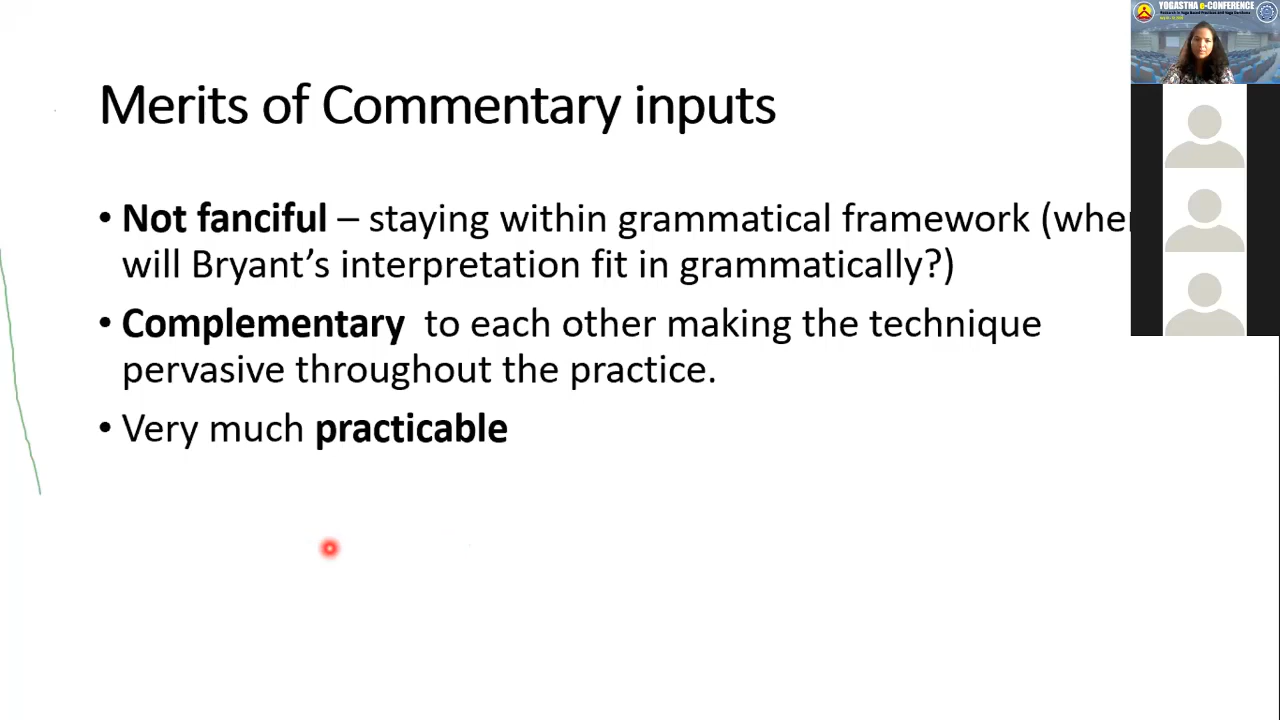 YOGASTHA e-CONFERENCE
Merits of Commentary inputs
• Not fanciful – staying within grammatical framework (wher
will Bryant's interpretation fit in grammatically?)
• Complementary to each other making the technique
pervasive throughout the practice.
• Very much practicable